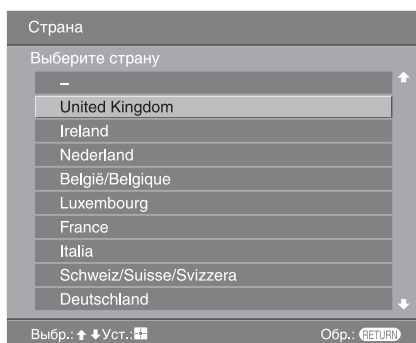 Страна
Выберите страну
–
United Kingdom
Ireland
Nederland
België/Belgique
Luxembourg
France
Italia
Schweiz/Suisse/Svizzera
Deutschland
Выбр.: Уст.: Обр.: RETURN